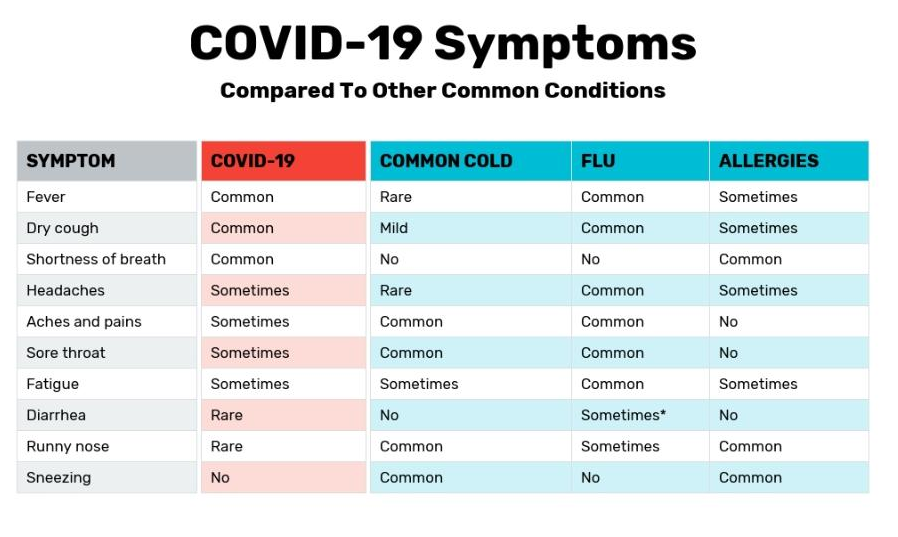 COVID-19 Symptoms
Compared To Other Common Conditions
SYMPTOM COVID-19 COMMON COLD FLU ALLERGIES
Fever Common Rare Common Sometimes
Dry cough Common Mild Common Sometimes
Shortness of breath Common No No Common
Headaches Sometimes Rare Common Sometimes
Aches and pains Sometimes Common Common No
Sore throat Sometimes Common Common No
Fatigue Sometimes Sometimes Common Sometimes
Diarrhea Rare No Sometimes* No
Runny nose Rare Common Sometimes Common
Sneezing No Common No Common